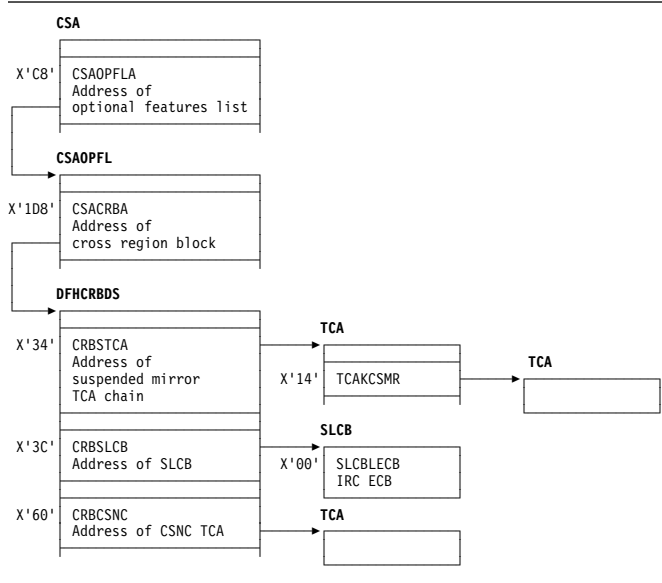 CSA
X'C8' CSAOPFLA
Address of
optional features list
CSAOPFL
X'1D8' CSACRBA
Address of
cross region block
DFHCRBDS
X'34' CRBSTCA
Address of
suspended mirror
TCA chain
TCA
X'14' TCAKCSMR
TCA
X'3C' CRBSLCB
Address of SLCB
SLCB
X'00' SLCBLECB
IRC ECB
X'60' CRBCSNC
Address of CSNC TCA
TCA